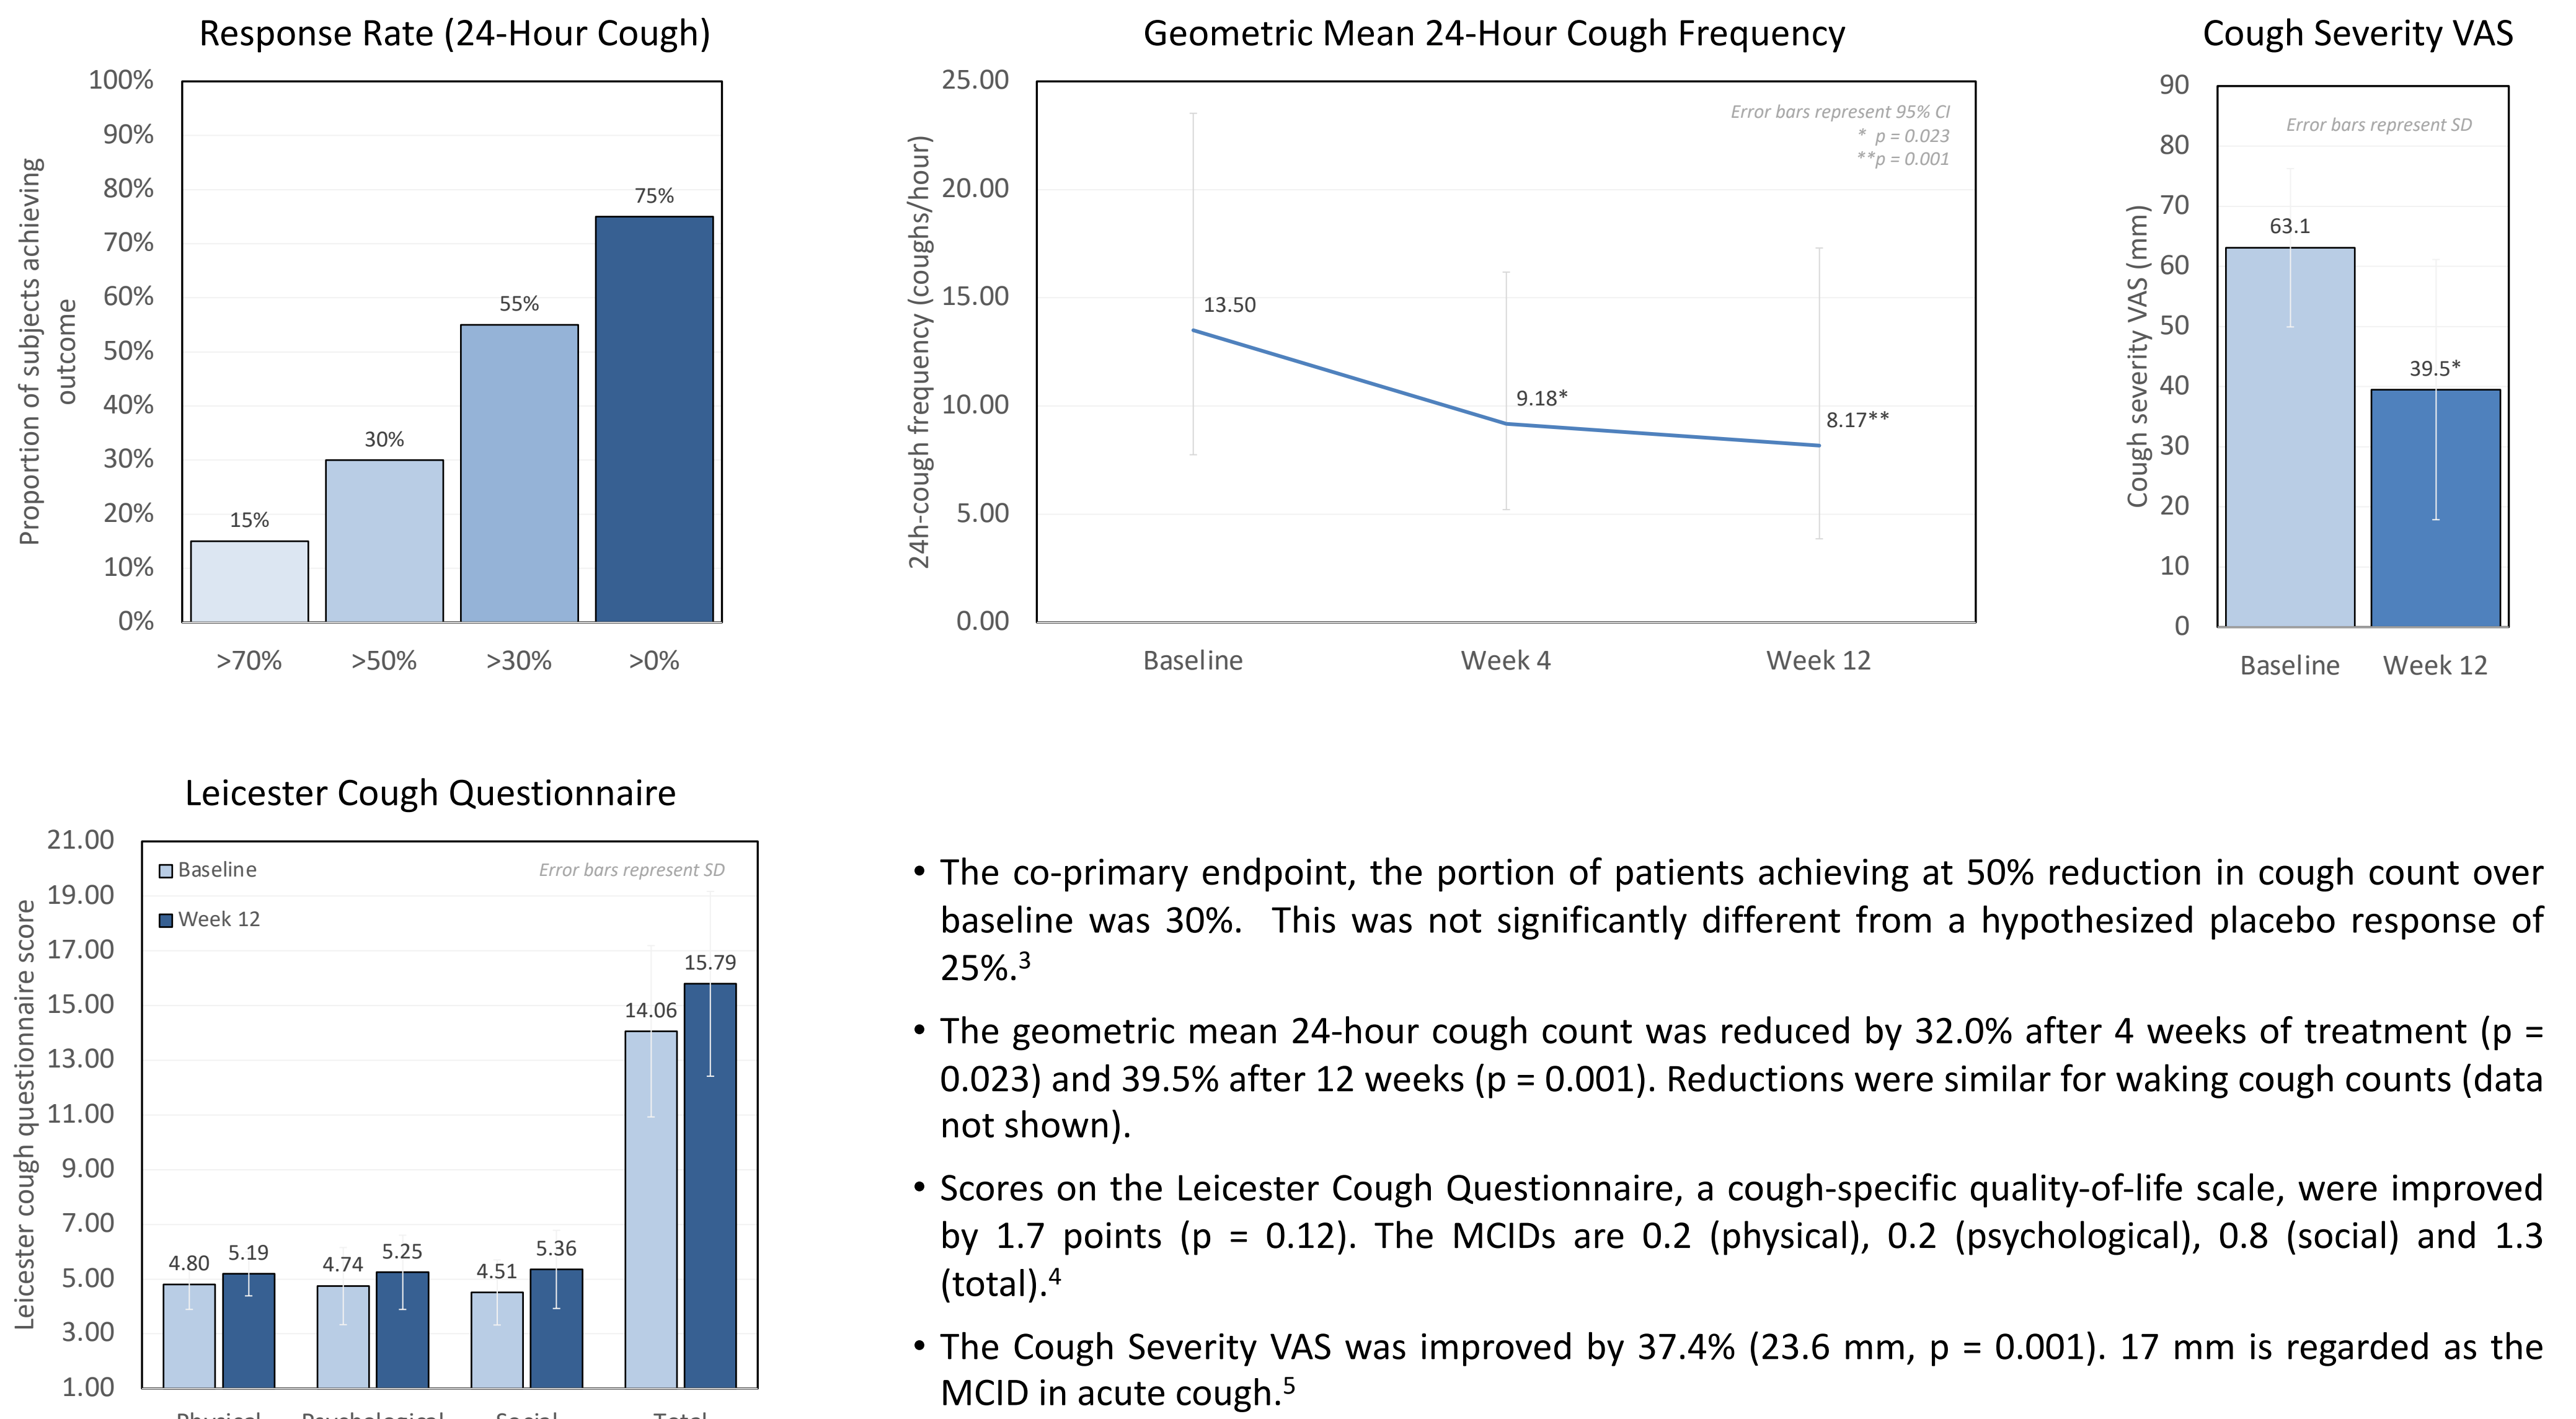 Response Rate (24-Hour Cough)
Proportion of subjects achieving
outcome
100%
90%
80%
70%
60%
50%
40%
30%
20%
10%
0%
15%
30%
55%
75%
>70%
>50%
>30%
>0%
Geometric Mean 24-Hour Cough Frequency
24h-cough frequency (coughs/hour)
25.00
20.00
15.00
10.00
5.00
0.00
Error bars represent 95% CI
* p = 0.023
**p = 0.001
13.50
9.18*
8.17**
Baseline
Week 4
Week 12
Cough Severity VAS
Cough severity VAS (mm)
90
80
70
60
50
40
30
20
10
0
Error bars represent SD
63.1
39.5*
Baseline
Week 12
Leicester Cough Questionnaire
Leicester cough questionnaire score
21.00
19.00
17.00
15.00
13.00
11.00
9.00
7.00
5.00
3.00
1.00
Baseline
Week 12
Error bars represent SD
4.80
5.19
4.74
5.25
4.51
5.36
14.06
15.79
Physical
Psychological
Social
Total
• The co-primary endpoint, the portion of patients achieving at 50% reduction in cough count over
baseline was 30%. This was not significantly different from a hypothesized placebo response of
25%.³
• The geometric mean 24-hour cough count was reduced by 32.0% after 4 weeks of treatment (p =
0.023) and 39.5% after 12 weeks (p = 0.001). Reductions were similar for waking cough counts (data
not shown).
• Scores on the Leicester Cough Questionnaire, a cough-specific quality-of-life scale, were improved
by 1.7 points (p = 0.12). The MCIDs are 0.2 (physical), 0.2 (psychological), 0.8 (social) and 1.3
(total).⁴
• The Cough Severity VAS was improved by 37.4% (23.6 mm, p = 0.001). 17 mm is regarded as the
MCID in acute cough.⁵